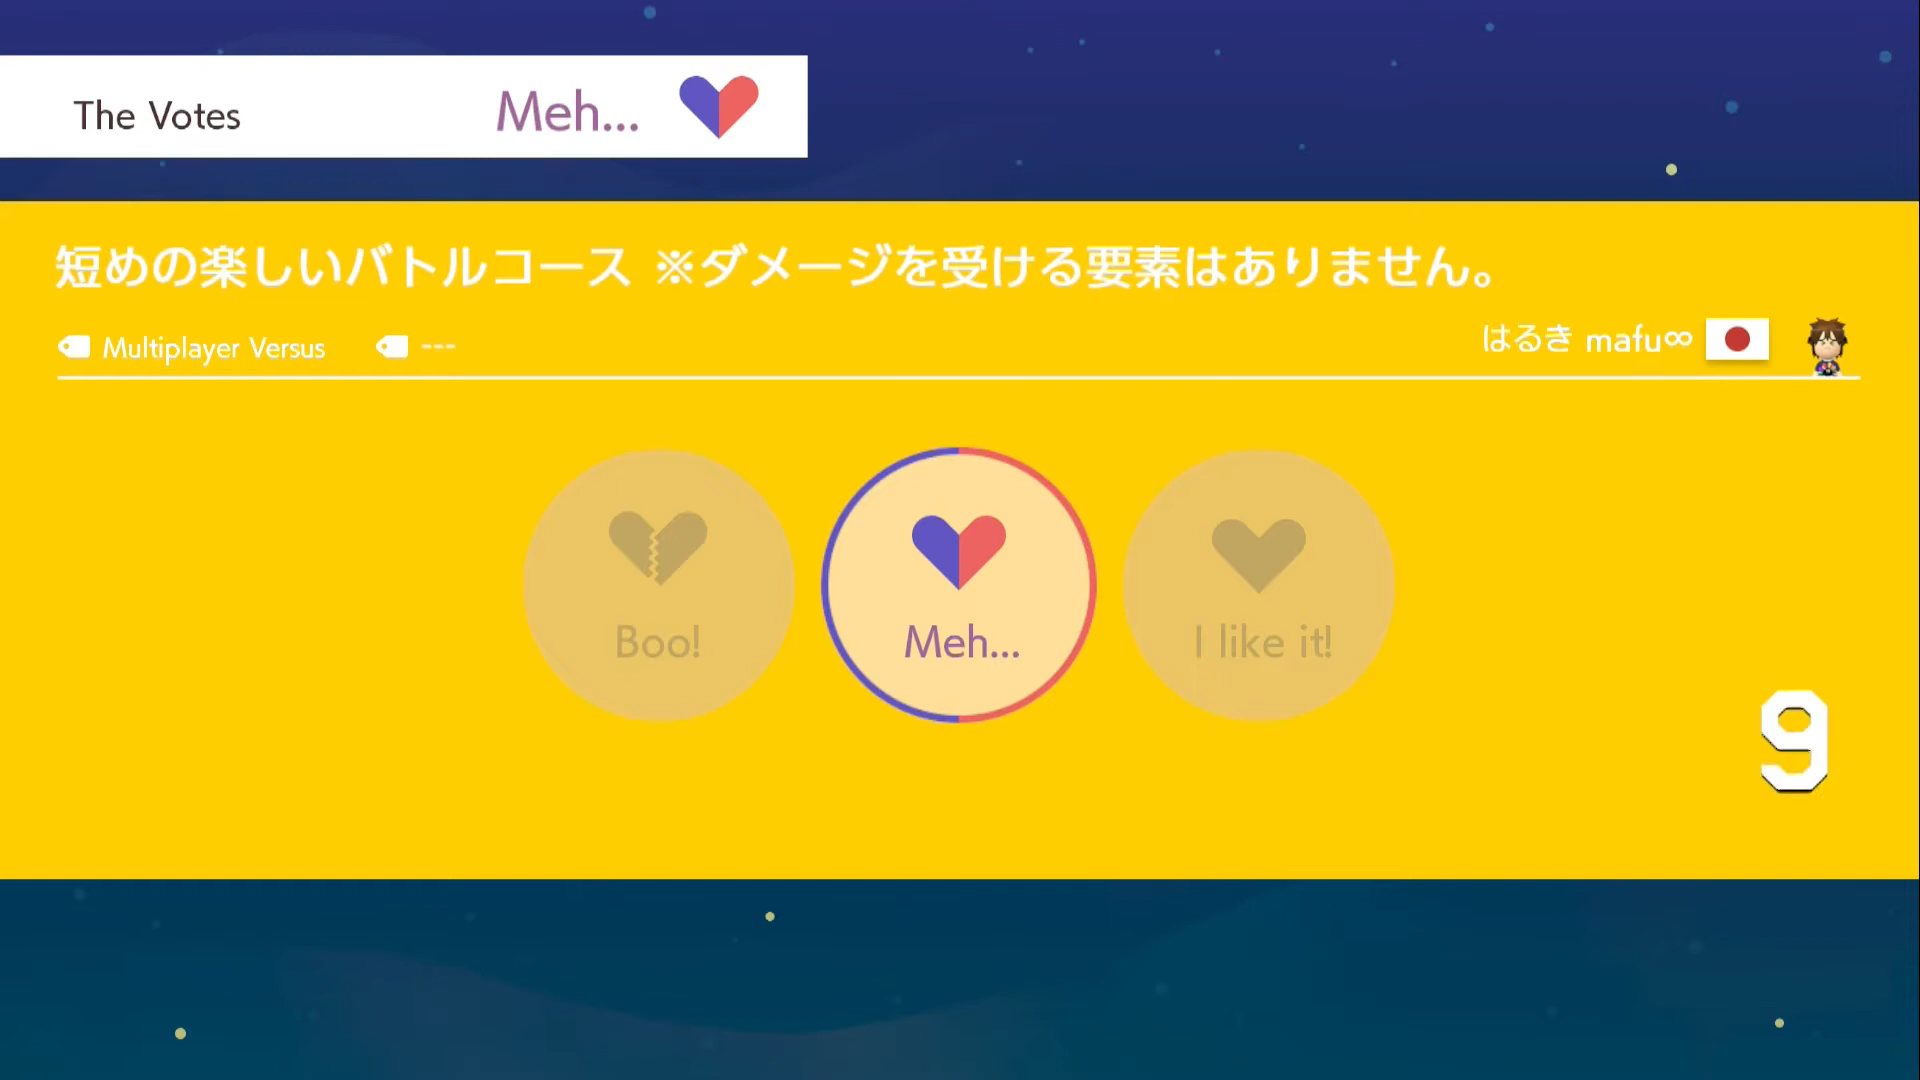 The Votes Meh...
短めの楽しいバトルコース ※ダメージを受ける要素はありません。
Multiplayer Versus ---
はるき mafu∞
Boo! Meh... I like it!
9